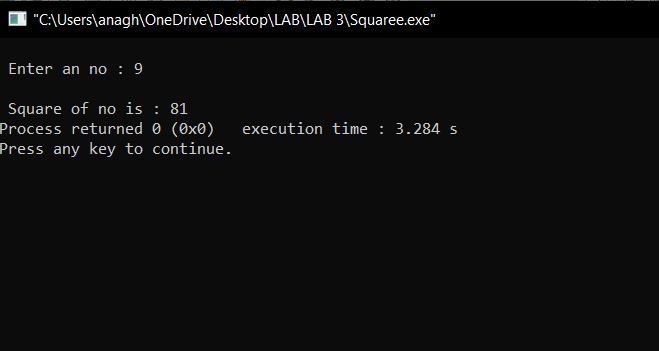 "C:\Users\anagh\OneDrive\Desktop\LAB\LAB 3\Squaree.exe"
Enter an no : 9
Square of no is : 81
Process returned 0 (0x0)   execution time : 3.284 s
Press any key to continue.